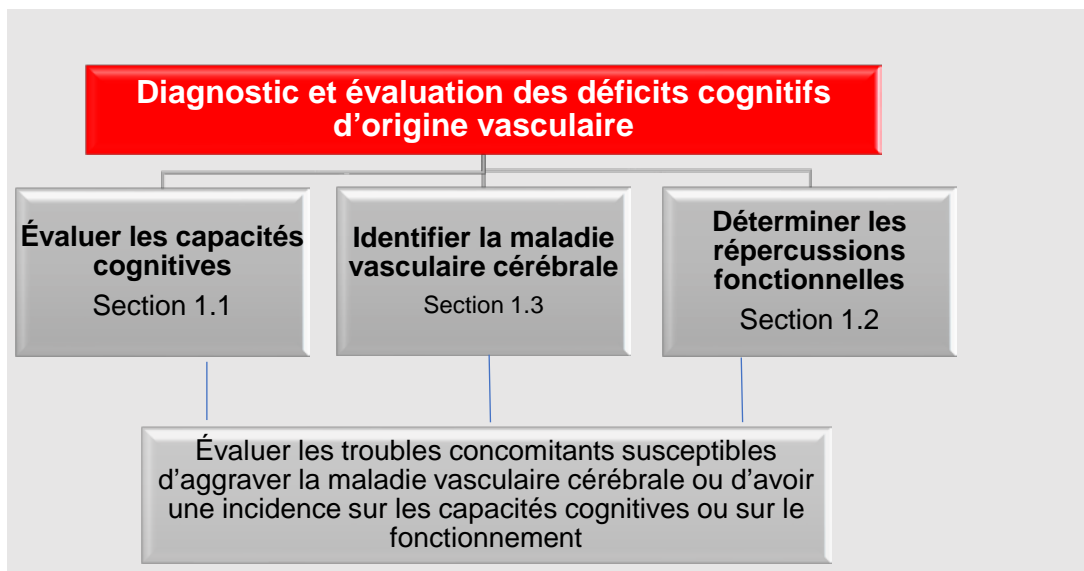 Diagnostic et évaluation des déficits cognitifs
d’origine vasculaire
Évaluer les capacités
cognitives
Section 1.1
Identifier la maladie
vasculaire cérébrale
Section 1.3
Déterminer les
répercussions
fonctionnelles
Section 1.2
Évaluer les troubles concomitants susceptibles
d’aggraver la maladie vasculaire cérébrale ou d’avoir
une incidence sur les capacités cognitives ou sur le
fonctionnement